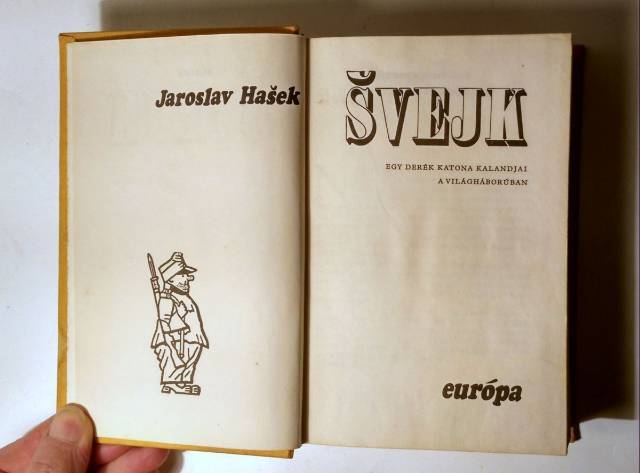 Jaroslav Hašek
ŠVEJK
EGY DERÉK KATONA KALANDJAI
A VILÁGHÁBORÚBAN
európa